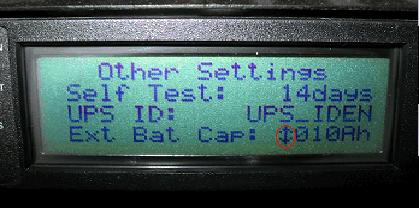 Other Settings
Self Test: 14days
UPS ID: UPS_IDEN
Ext Bat Cap: ↕010Ah